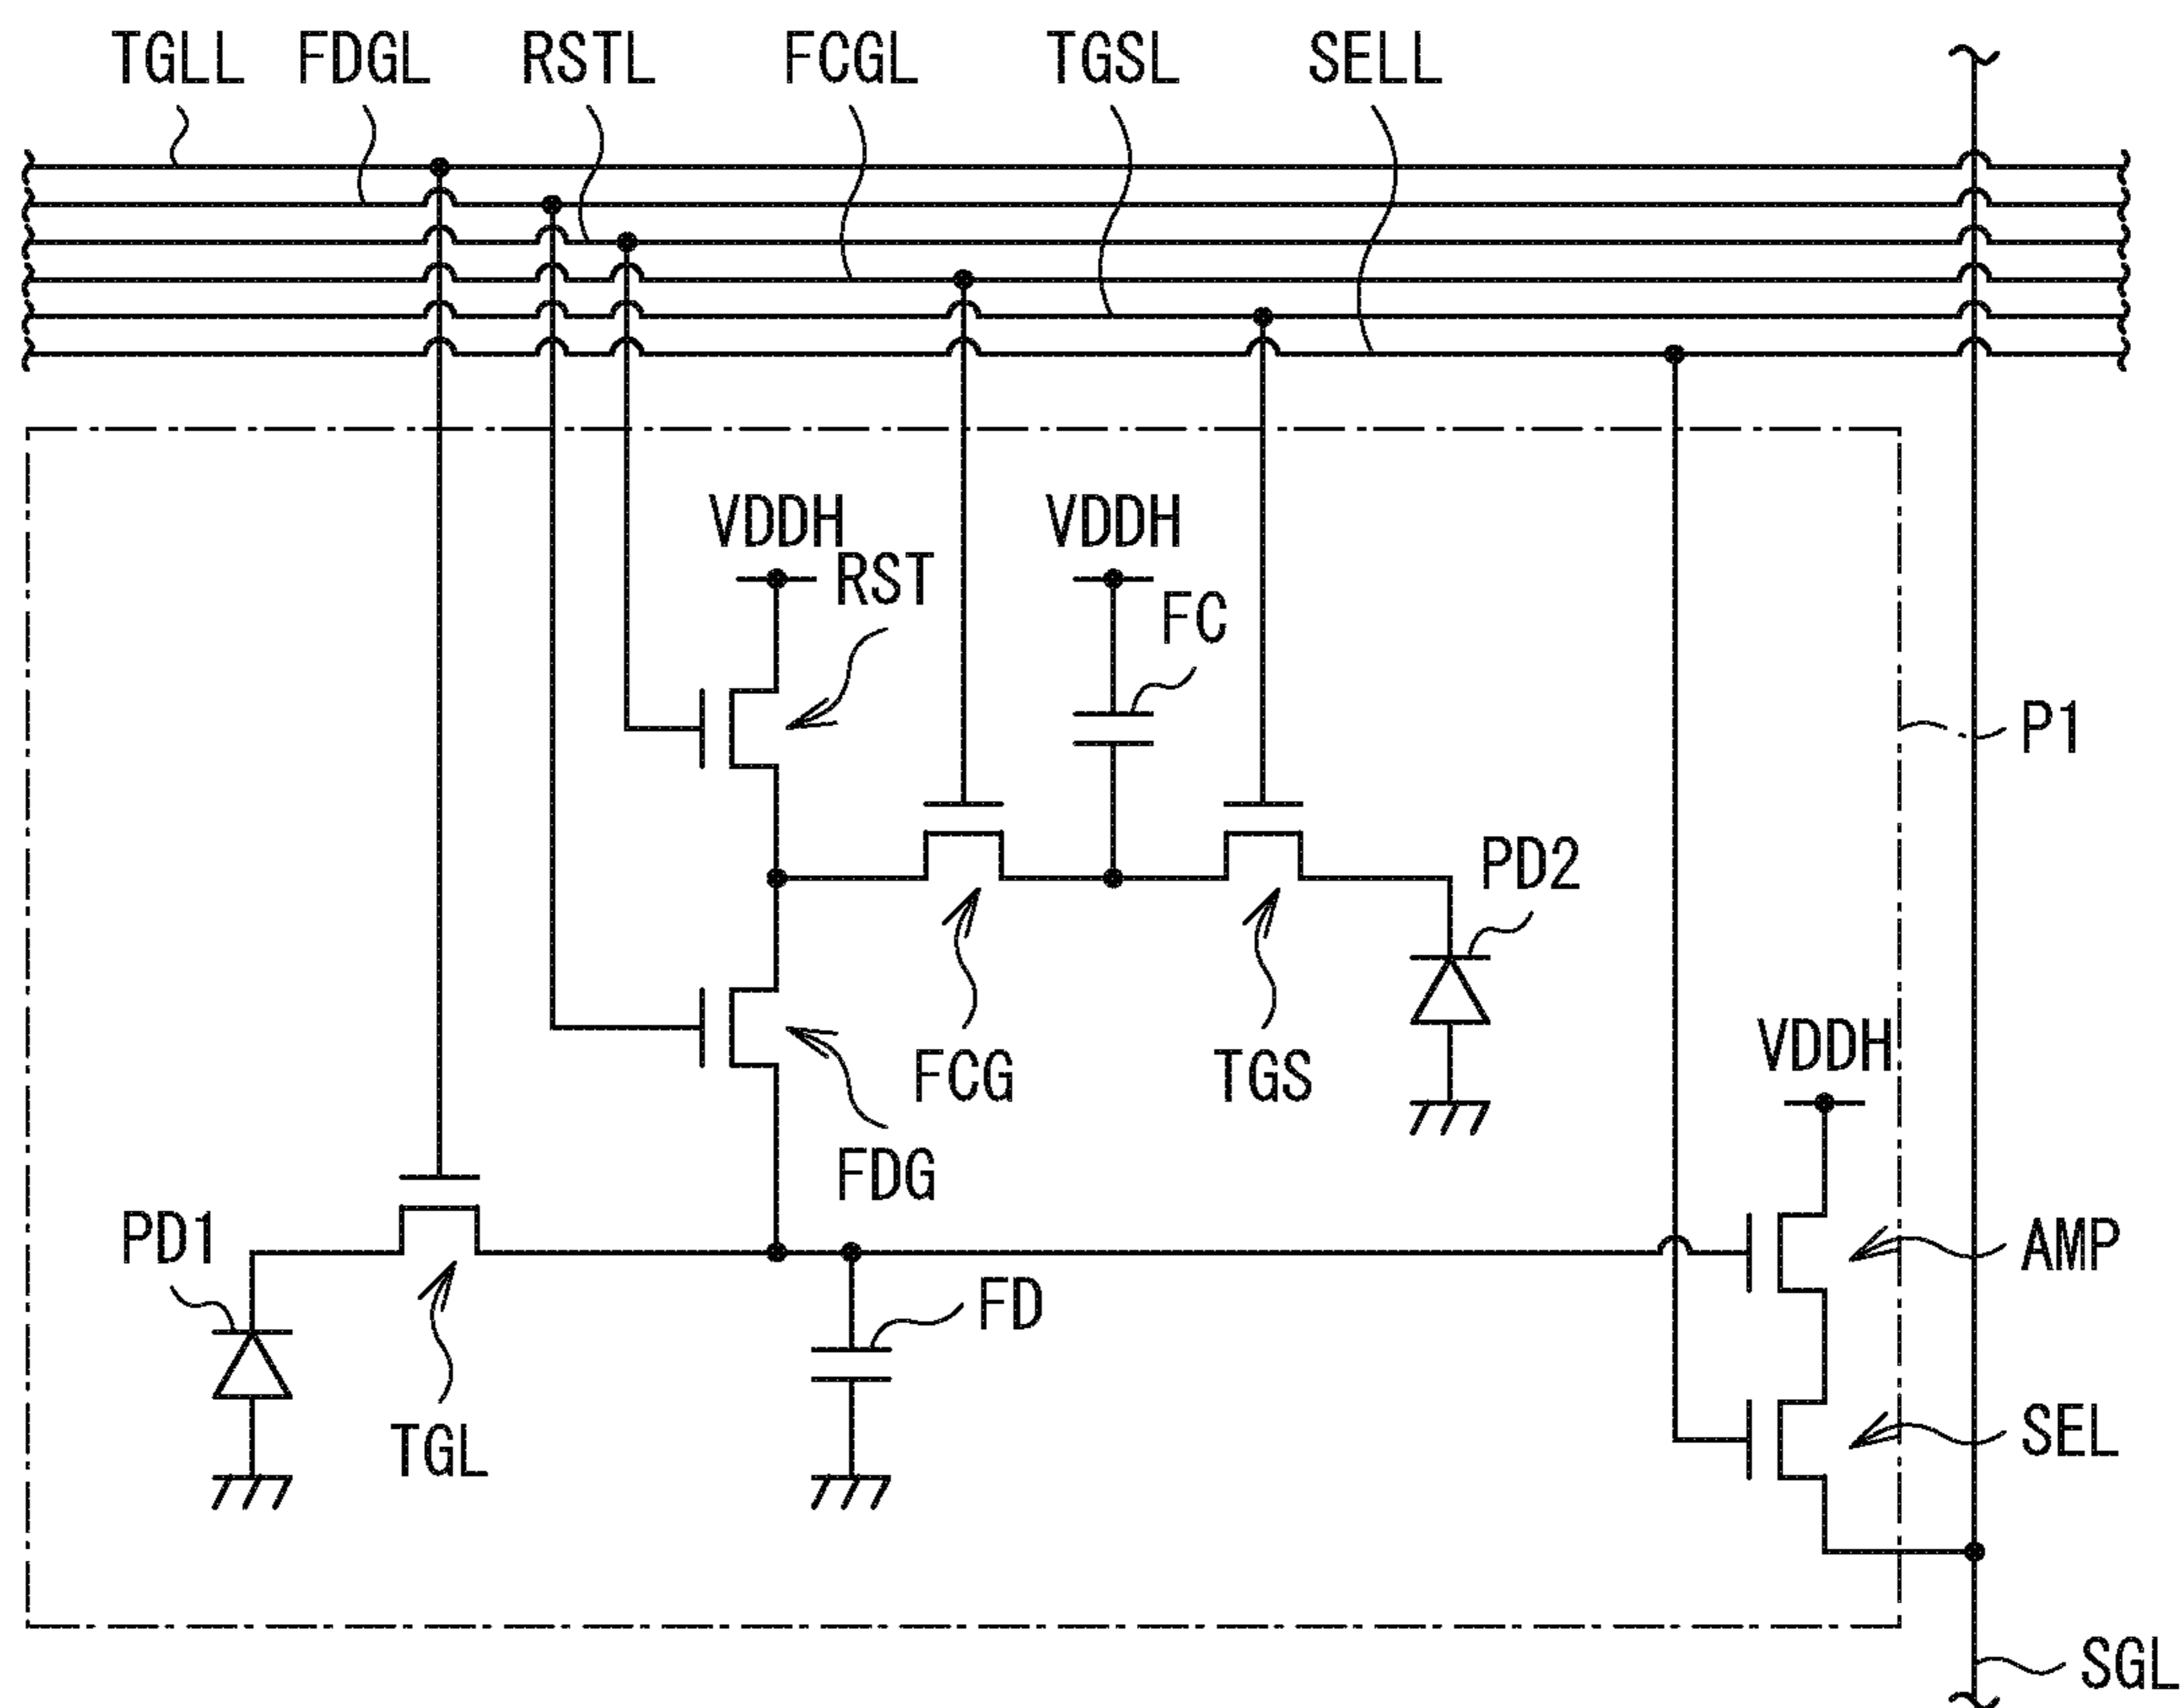 TGLL FDGL RSTL FCGL TGSL SELL
VDDH VDDH
RST
FC
P1
PD2
VDDH
FCG TGS
FDG
PD1
AMP
FD
TGL
SEL
SGL